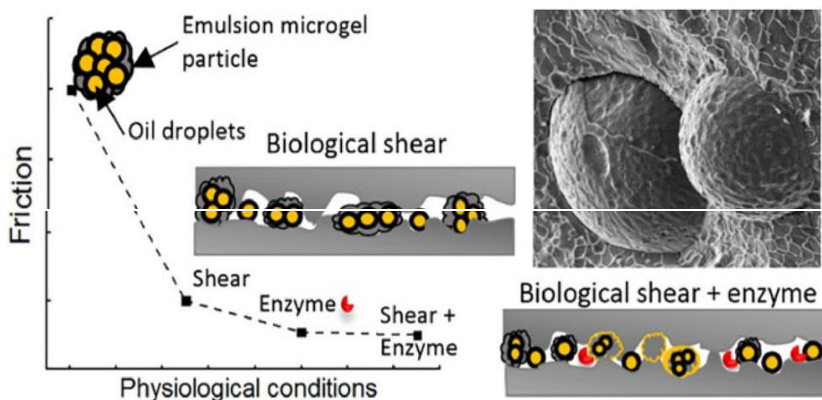 Emulsion microgel
particle
Oil droplets
Biological shear
Friction
Shear
Enzyme
Shear +
Enzyme
Biological shear + enzyme
Physiological conditions